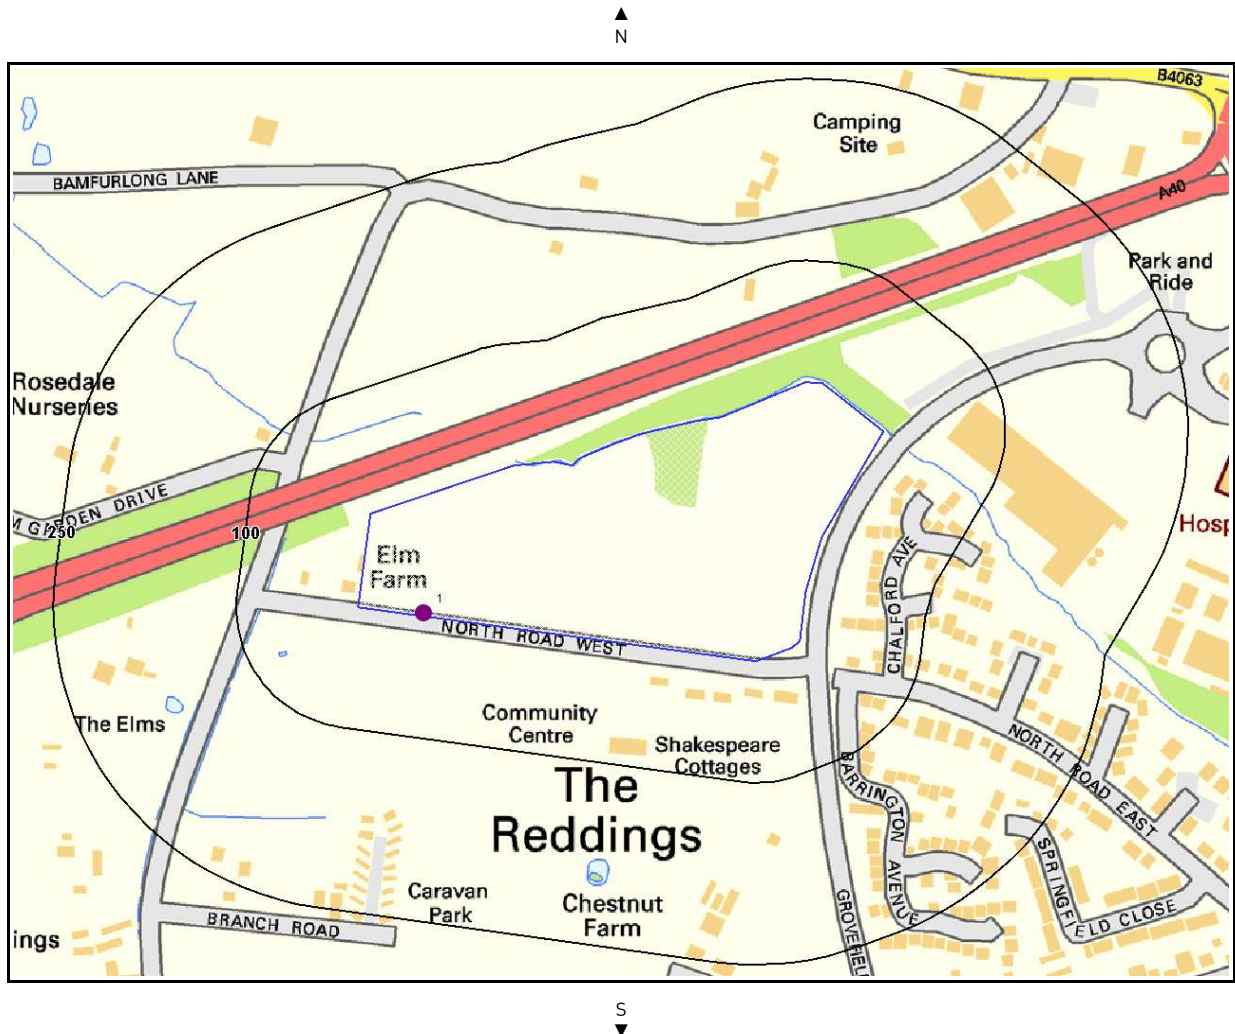 N
B4063
Camping
Site
BAMFURLONG LANE
A40
Park and
Ride
Rosedale
Nurseries
DEN DRIVE
250
100
Hosp
Elm
Farm
1
CHALFORD AVE
NORTH ROAD WEST
The Elms
Community
Centre
Shakespeare
Cottages
NORTH ROAD EAST
BARRINGTON AVENUE
The
Reddings
SPRINGFIELD CLOSE
Caravan
Park
Chestnut
Farm
BRANCH ROAD
GROVEFIEL
ings
S